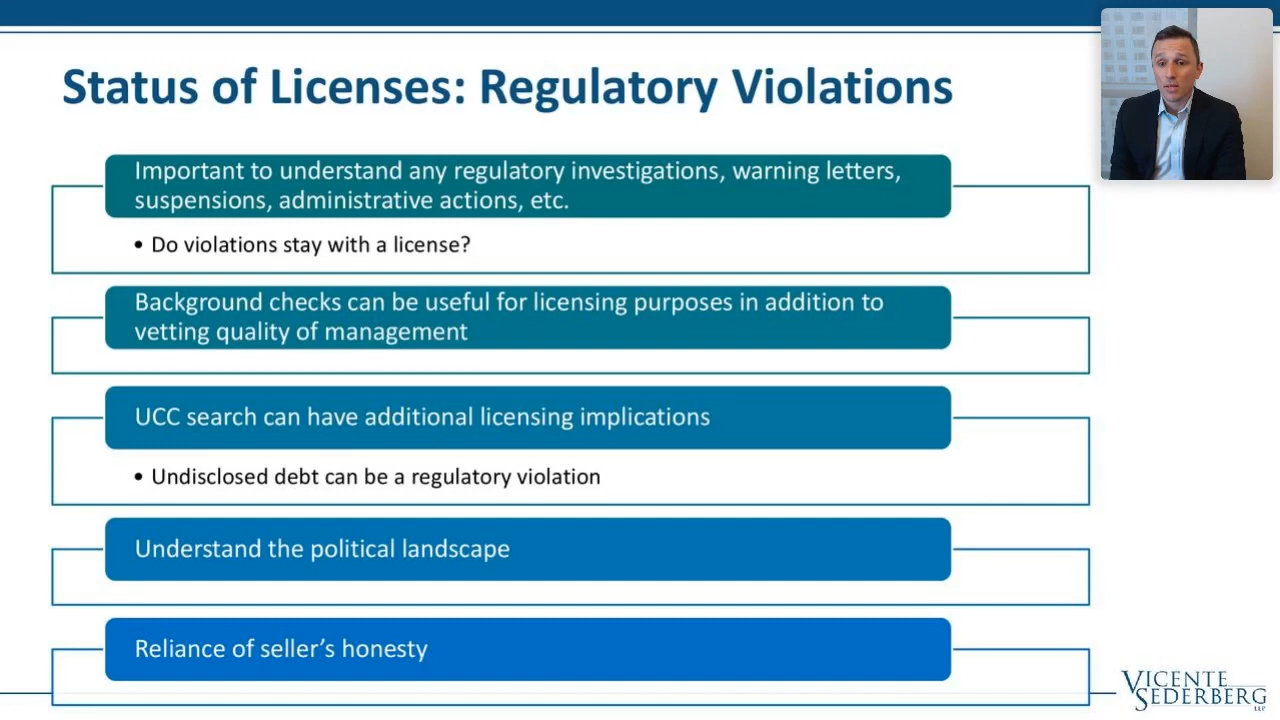 Status of Licenses: Regulatory Violations
Important to understand any regulatory investigations, warning letters,
suspensions, administrative actions, etc.
• Do violations stay with a license?
Background checks can be useful for licensing purposes in addition to
vetting quality of management
UCC search can have additional licensing implications
• Undisclosed debt can be a regulatory violation
Understand the political landscape
Reliance of seller’s honesty
VICENTE
SEDERBERG
LLP